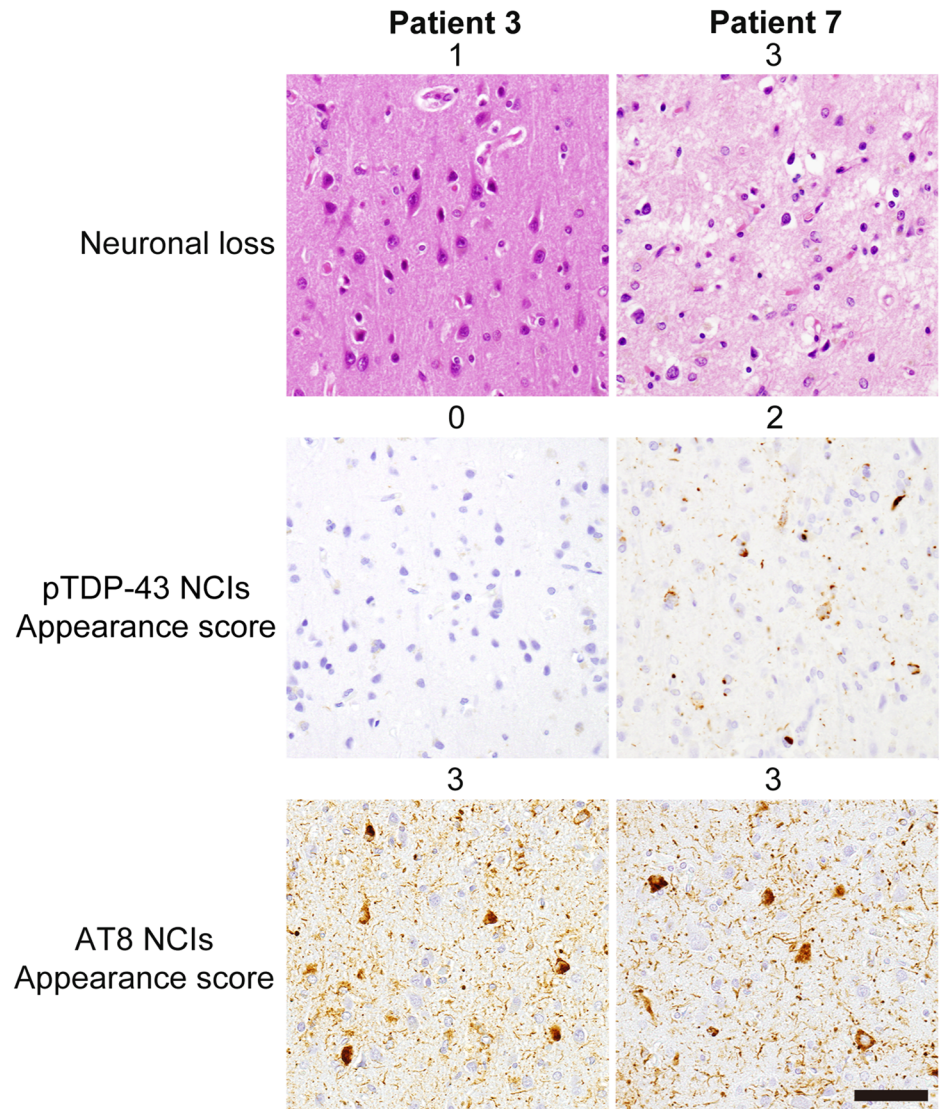 Patient 3
Patient 7
1
3
Neuronal loss
0
2
pTDP-43 NCIs
Appearance score
3
3
AT8 NCIs
Appearance score